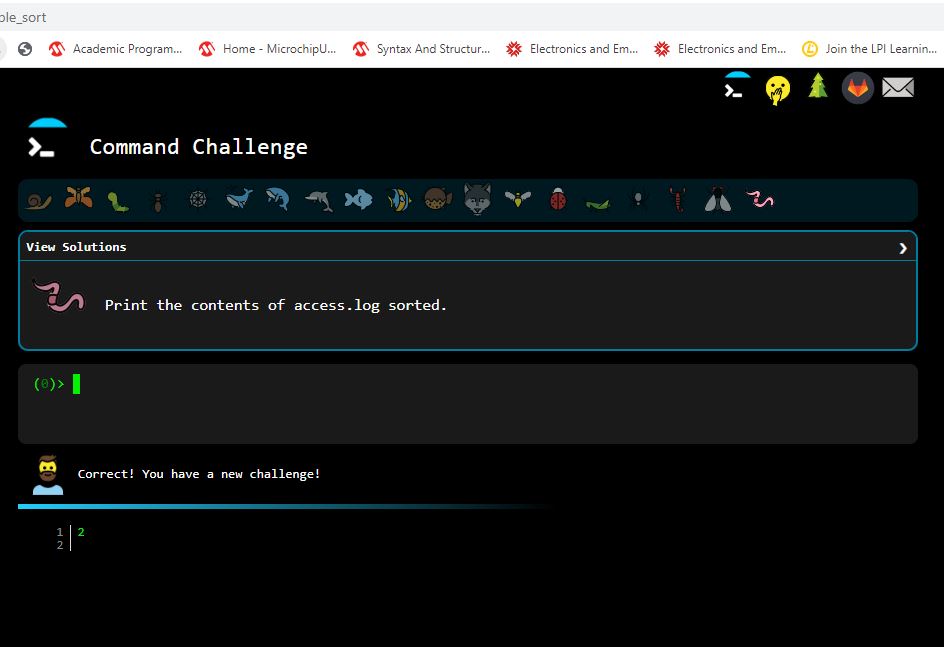 ole_sort
Academic Program... Home - MicrochipU... Syntax And Structur... Electronics and Em... Electronics and Em... Join the LPI Learnin...
Command Challenge
View Solutions
Print the contents of access.log sorted.
(0)>
Correct! You have a new challenge!
1 2
2